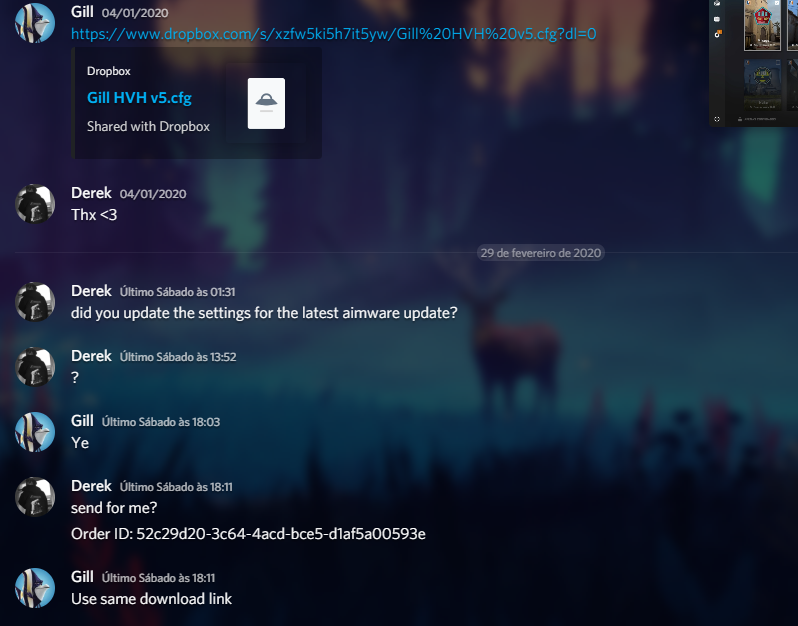 Gill 04/01/2020
https://www.dropbox.com/s/xzfw5ki5h7it5yw/Gill%20HVH%20v5.cfg?dl=0
Dropbox
Gill HVH v5.cfg
Shared with Dropbox
Derek 04/01/2020
Thx <3
29 de fevereiro de 2020
Derek Último Sábado às 01:31
did you update the settings for the latest aimware update?
Derek Último Sábado às 13:52
?
Gill Último Sábado às 18:03
Ye
Derek Último Sábado às 18:11
send for me?
Order ID: 52c29d20-3c64-4acd-bce5-d1af5a00593e
Gill Último Sábado às 18:11
Use same download link